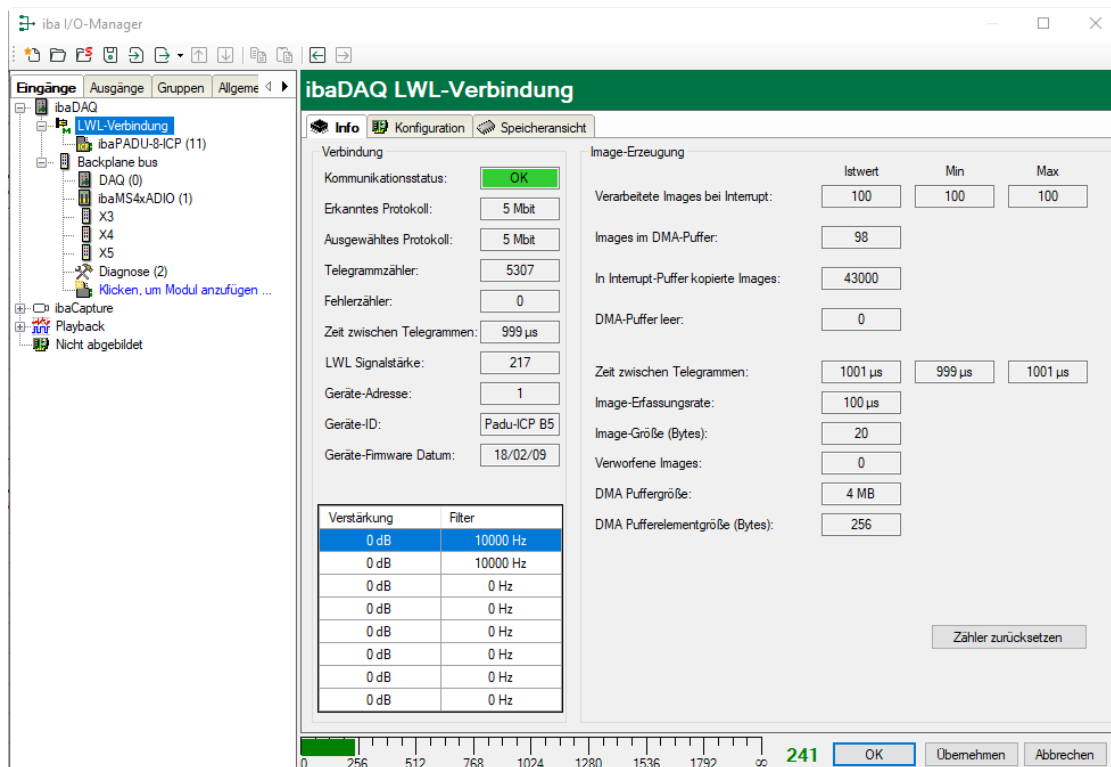 iba I/O-Manager
Eingänge Ausgänge Gruppen Allgeme
ibaDAQ
LWL-Verbindung
ibaPADU-8-ICP (11)
Backplane bus
DAQ (0)
ibaMS4xADIO (1)
X3
X4
X5
Diagnose (2)
Klicken, um Modul anzufügen ...
ibaCapture
Playback
Nicht abgebildet
ibaDAQ LWL-Verbindung
Info Konfiguration Speicheransicht
Verbindung
Kommunikationsstatus: OK
Erkanntes Protokoll: 5 Mbit
Ausgewähltes Protokoll: 5 Mbit
Telegrammzähler: 5307
Fehlerzähler: 0
Zeit zwischen Telegrammen: 999 µs
LWL Signalstärke: 217
Geräte-Adresse: 1
Geräte-ID: Padu-ICP B5
Geräte-Firmware Datum: 18/02/09
Verstärkung Filter
0 dB 10000 Hz
0 dB 10000 Hz
0 dB 0 Hz
0 dB 0 Hz
0 dB 0 Hz
0 dB 0 Hz
0 dB 0 Hz
0 dB 0 Hz
Image-Erzeugung
Istwert Min Max
Verarbeitete Images bei Interrupt: 100 100 100
Images im DMA-Puffer: 98
In Interrupt-Puffer kopierte Images: 43000
DMA-Puffer leer: 0
Zeit zwischen Telegrammen: 1001 µs 999 µs 1001 µs
Image-Erfassungsrate: 100 µs
Image-Größe (Bytes): 20
Verworfene Images: 0
DMA Puffergröße: 4 MB
DMA Pufferelementgröße (Bytes): 256
Zähler zurücksetzen
0 256 512 768 1024 1280 1536 1792 ∞ 241 OK Übernehmen Abbrechen